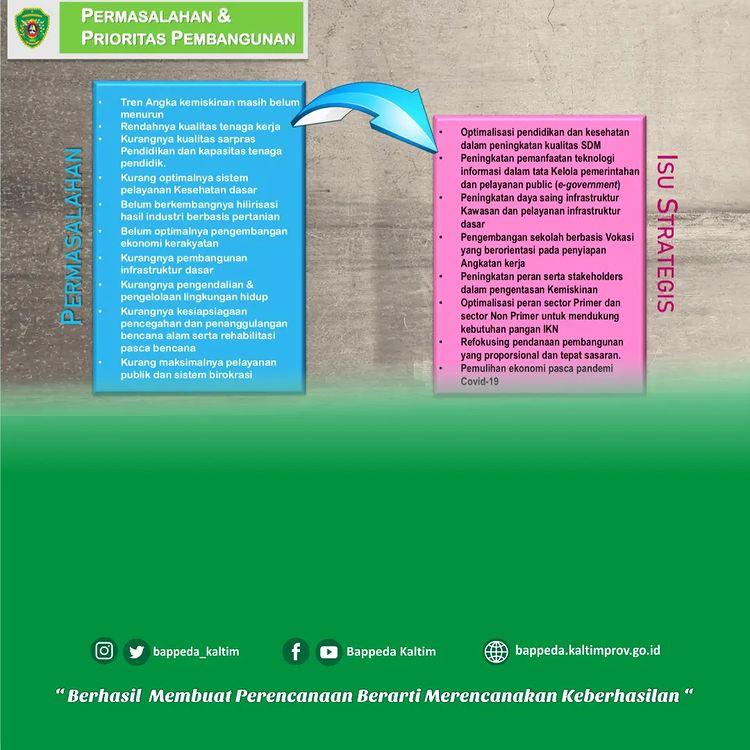 PERMASALAHAN &
PRIORITAS PEMBANGUNAN
PERMASALAHAN
• Tren Angka kemiskinan masih belum
menurun
• Rendahnya kualitas tenaga kerja
• Kurangnya kualitas sarpras
Pendidikan dan kapasitas tenaga
pendidik.
• Kurang optimalnya sistem
pelayanan Kesehatan dasar
• Belum berkembangnya hilirisasi
hasil industri berbasis pertanian
• Belum optimalnya pengembangan
ekonomi kerakyatan
• Kurangnya pembangunan
infrastruktur dasar
• Kurangnya pengendalian &
pengelolaan lingkungan hidup
• Kurangnya kesiapsiagaan
pencegahan dan penanggulangan
bencana alam serta rehabilitasi
pasca bencana
• Kurang maksimalnya pelayanan
publik dan sistem birokrasi
ISU STRATEGIS
• Optimalisasi pendidikan dan kesehatan
dalam peningkatan kualitas SDM
• Peningkatan pemanfaatan teknologi
informasi dalam tata Kelola pemerintahan
dan pelayanan public (e-government)
• Peningkatan daya saing infrastruktur
Kawasan dan pelayanan infrastruktur
dasar
• Pengembangan sekolah berbasis Vokasi
yang berorientasi pada penyiapan
Angkatan kerja
• Peningkatan peran serta stakeholders
dalam pengentasan Kemiskinan
• Optimalisasi peran sector Primer dan
sector Non Primer untuk mendukung
kebutuhan pangan IKN
• Refokusing pendanaan pembangunan
yang proporsional dan tepat sasaran.
• Pemulihan ekonomi pasca pandemi
Covid-19
bappeda_kaltim
Bappeda Kaltim
bappeda.kaltimprov.go.id
“ Berhasil Membuat Perencanaan Berarti Merencanakan Keberhasilan “